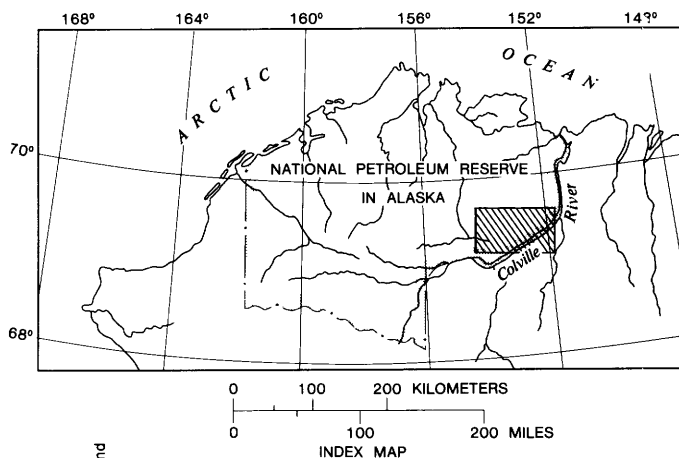 168° 164° 160° 156° 152°
ARCTIC OCEAN
70°
NATIONAL PETROLEUM RESERVE
IN ALASKA
Colville River
68°
0 100 200 KILOMETERS
0 100 200 MILES
INDEX MAP